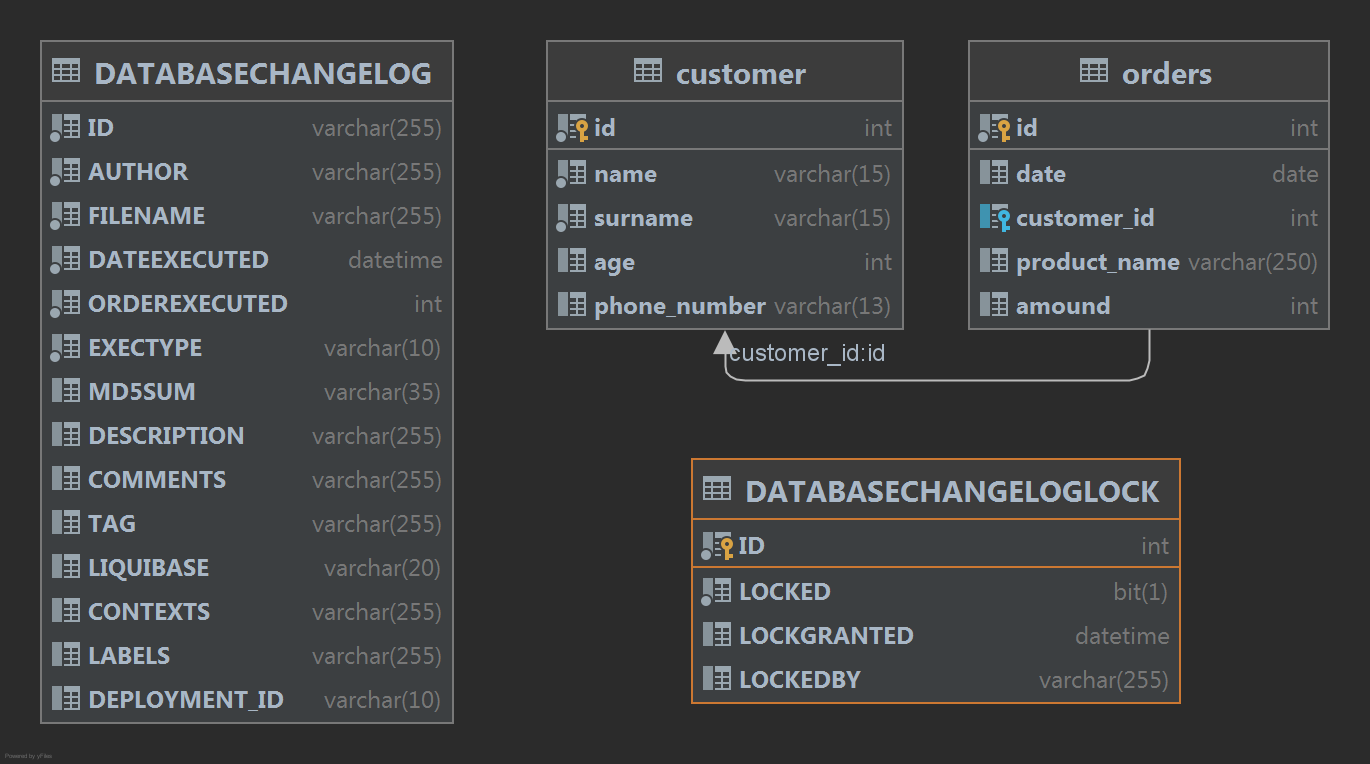 DATABASECHANGELOG
ID varchar(255)
AUTHOR varchar(255)
FILENAME varchar(255)
DATEEXECUTED datetime
ORDEREXECUTED int
EXECTYPE varchar(10)
MD5SUM varchar(35)
DESCRIPTION varchar(255)
COMMENTS varchar(255)
TAG varchar(255)
LIQUIBASE varchar(20)
CONTEXTS varchar(255)
LABELS varchar(255)
DEPLOYMENT_ID varchar(10)
customer
id int
name varchar(15)
surname varchar(15)
age int
phone_number varchar(13)
orders
id int
date date
customer_id int
product_name varchar(250)
amound int
customer_id:id
DATABASECHANGELOGLOCK
ID int
LOCKED bit(1)
LOCKGRANTED datetime
LOCKEDBY varchar(255)
Powered by yFiles